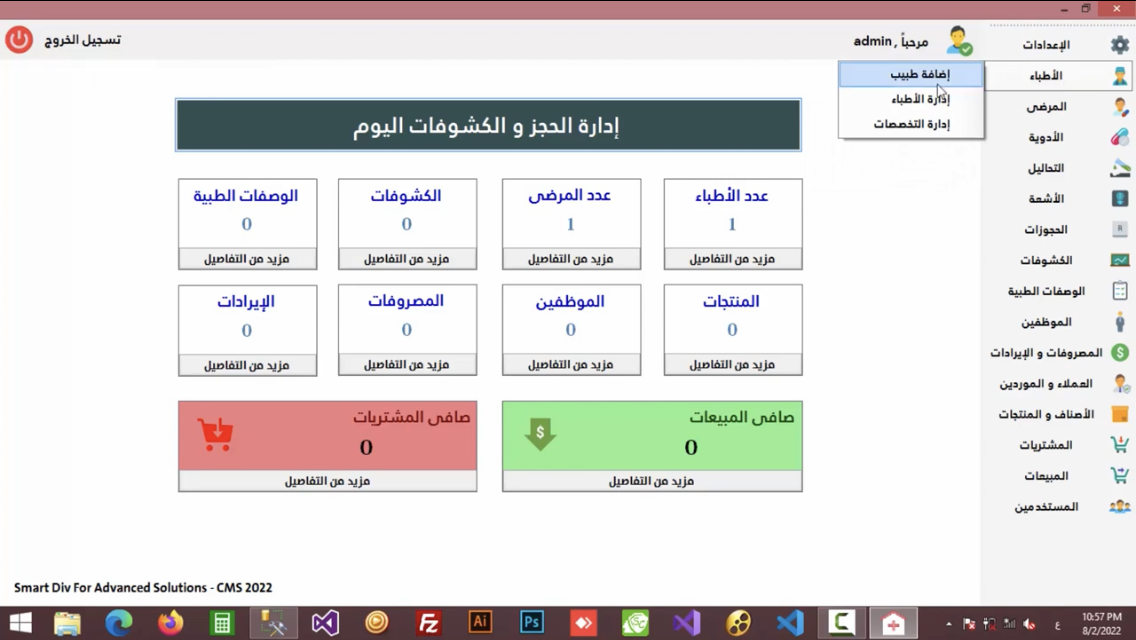 مرحباً , admin
تسجيل الخروج
الإعدادات
الأطباء
المرضى
الأدوية
التحاليل
الأشعة
الحجوزات
الكشوفات
الوصفات الطبية
الموظفين
المصروفات و الإيرادات
العملاء و الموردين
الأصناف و المنتجات
المشتريات
المبيعات
المستخدمين
إضافة طبيب
إدارة الأطباء
إدارة التخصصات
إدارة الحجز و الكشوفات اليوم
عدد الأطباء
1
مزيد من التفاصيل
عدد المرضى
1
مزيد من التفاصيل
الكشوفات
0
مزيد من التفاصيل
الوصفات الطبية
0
مزيد من التفاصيل
المنتجات
0
مزيد من التفاصيل
الموظفين
0
مزيد من التفاصيل
المصروفات
0
مزيد من التفاصيل
الإيرادات
0
مزيد من التفاصيل
صافي المبيعات
0
مزيد من التفاصيل
صافي المشتريات
0
مزيد من التفاصيل
Smart Div For Advanced Solutions - CMS 2022
Fz
Ai
Ps
C
ع
10:57 PM
8/2/2022